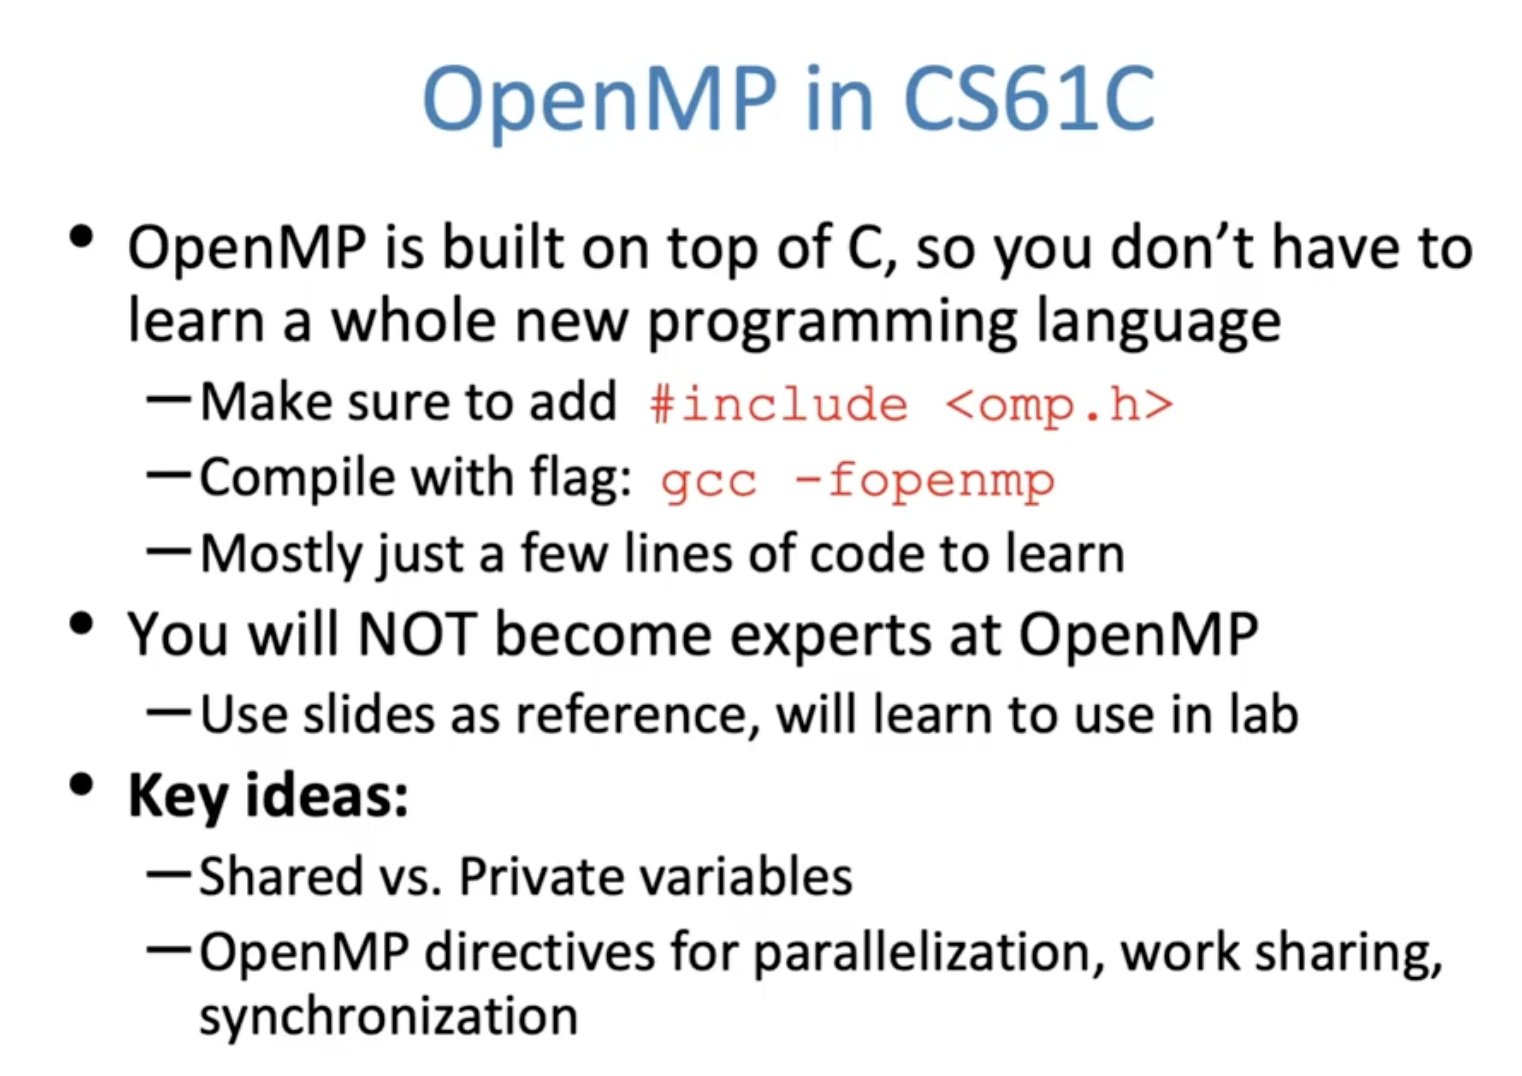 OpenMP in CS61C
• OpenMP is built on top of C, so you don’t have to
learn a whole new programming language
— Make sure to add #include <omp.h>
— Compile with flag: gcc -fopenmp
— Mostly just a few lines of code to learn
• You will NOT become experts at OpenMP
— Use slides as reference, will learn to use in lab
• Key ideas:
— Shared vs. Private variables
— OpenMP directives for parallelization, work sharing,
synchronization